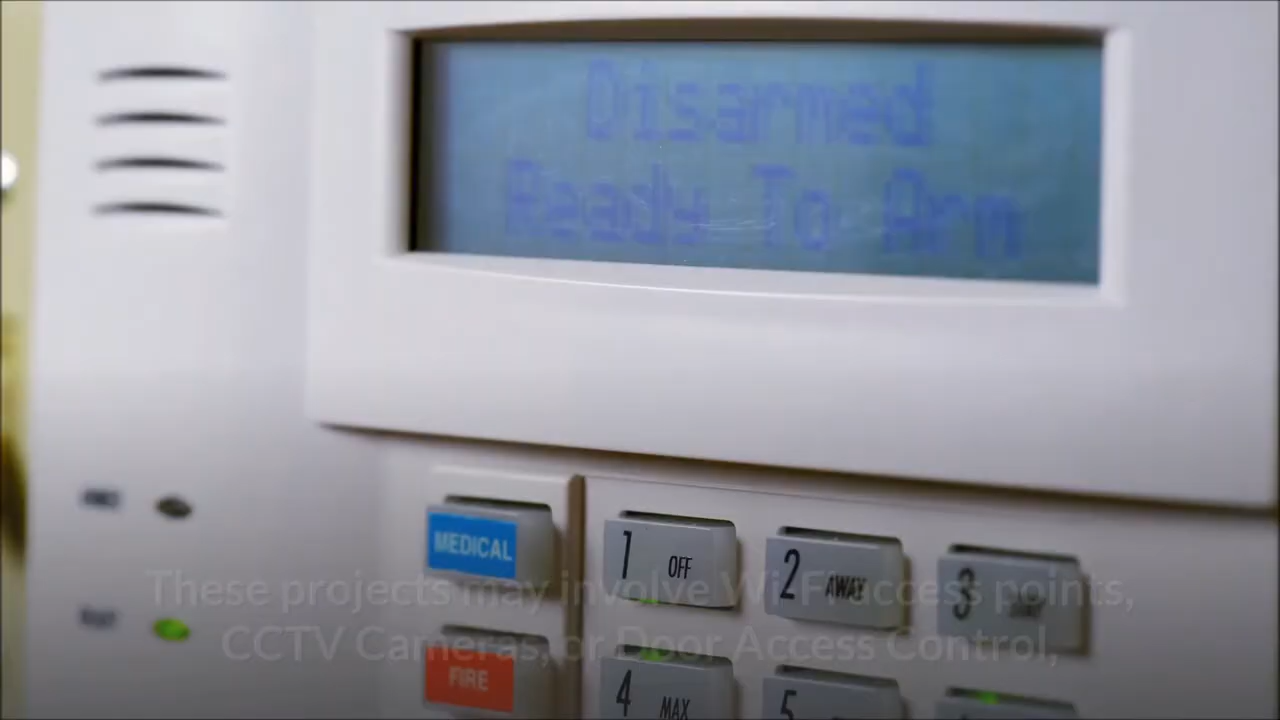 Disarmed
Ready To Arm
MEDICAL
1 OFF
2 AWAY
3
These projects may involve Wi-Fi access points,
CCTV Cameras, or Door Access Control,
FIRE
4 MAX
5